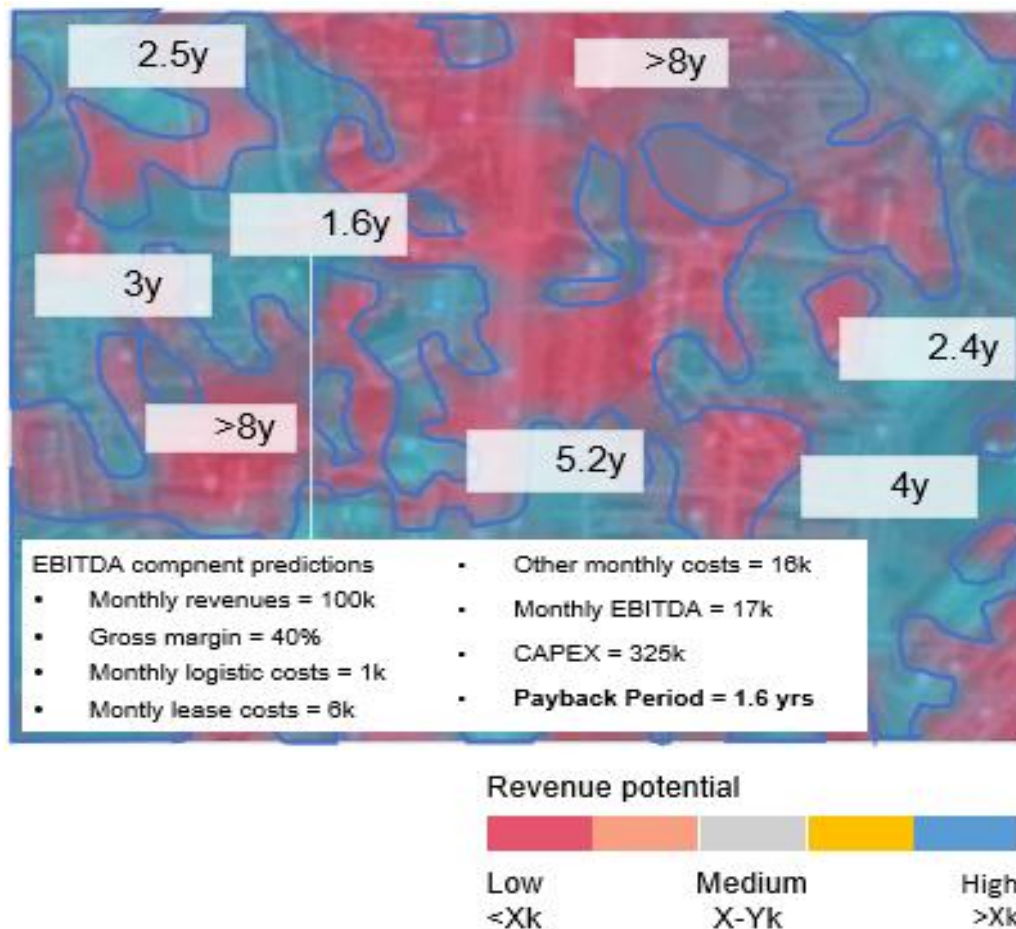 2.5y
>8y
1.6y
3y
2.4y
>8y
5.2y
4y
EBITDA compnent predictions
• Monthly revenues = 100k
• Gross margin = 40%
• Monthly logistic costs = 1k
• Montly lease costs = 6k
• Other monthly costs = 16k
• Monthly EBITDA = 17k
• CAPEX = 325k
• Payback Period = 1.6 yrs
Revenue potential
Low
<Xk
Medium
X-Yk
High
>Xk